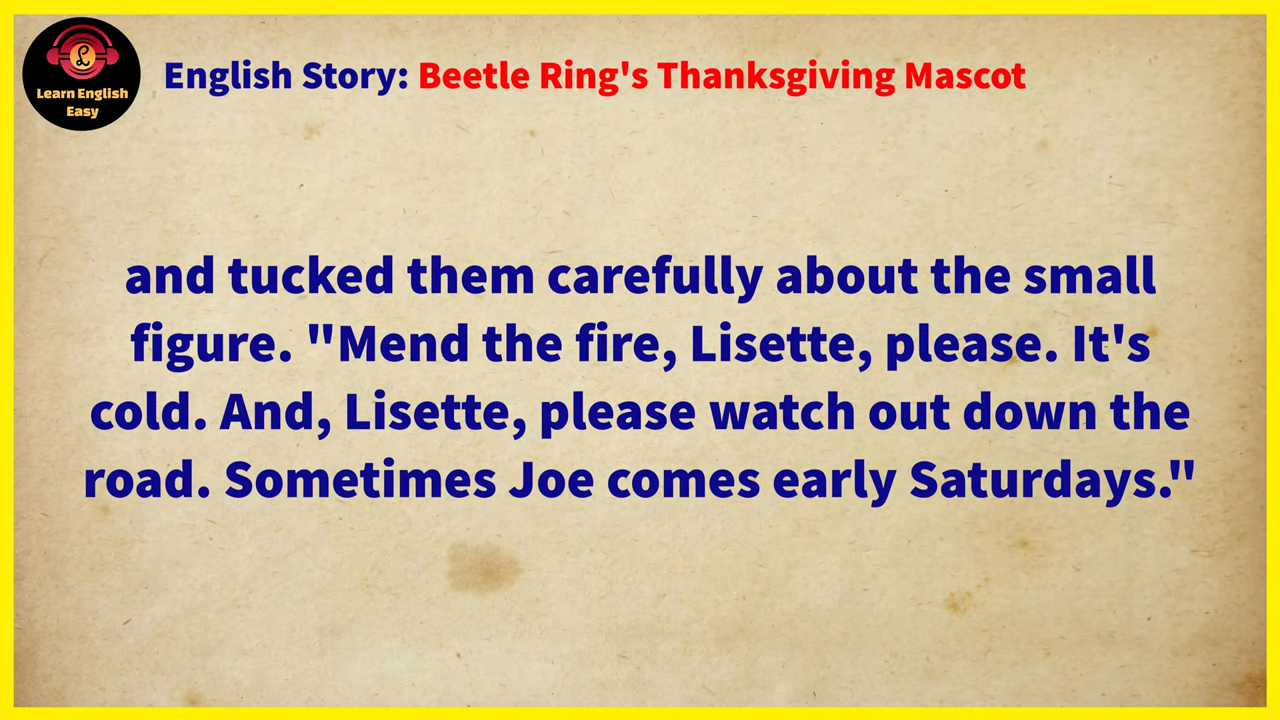 Learn English
Easy
English Story: Beetle Ring's Thanksgiving Mascot
and tucked them carefully about the small
figure. "Mend the fire, Lisette, please. It's
cold. And, Lisette, please watch out down the
road. Sometimes Joe comes early Saturdays."